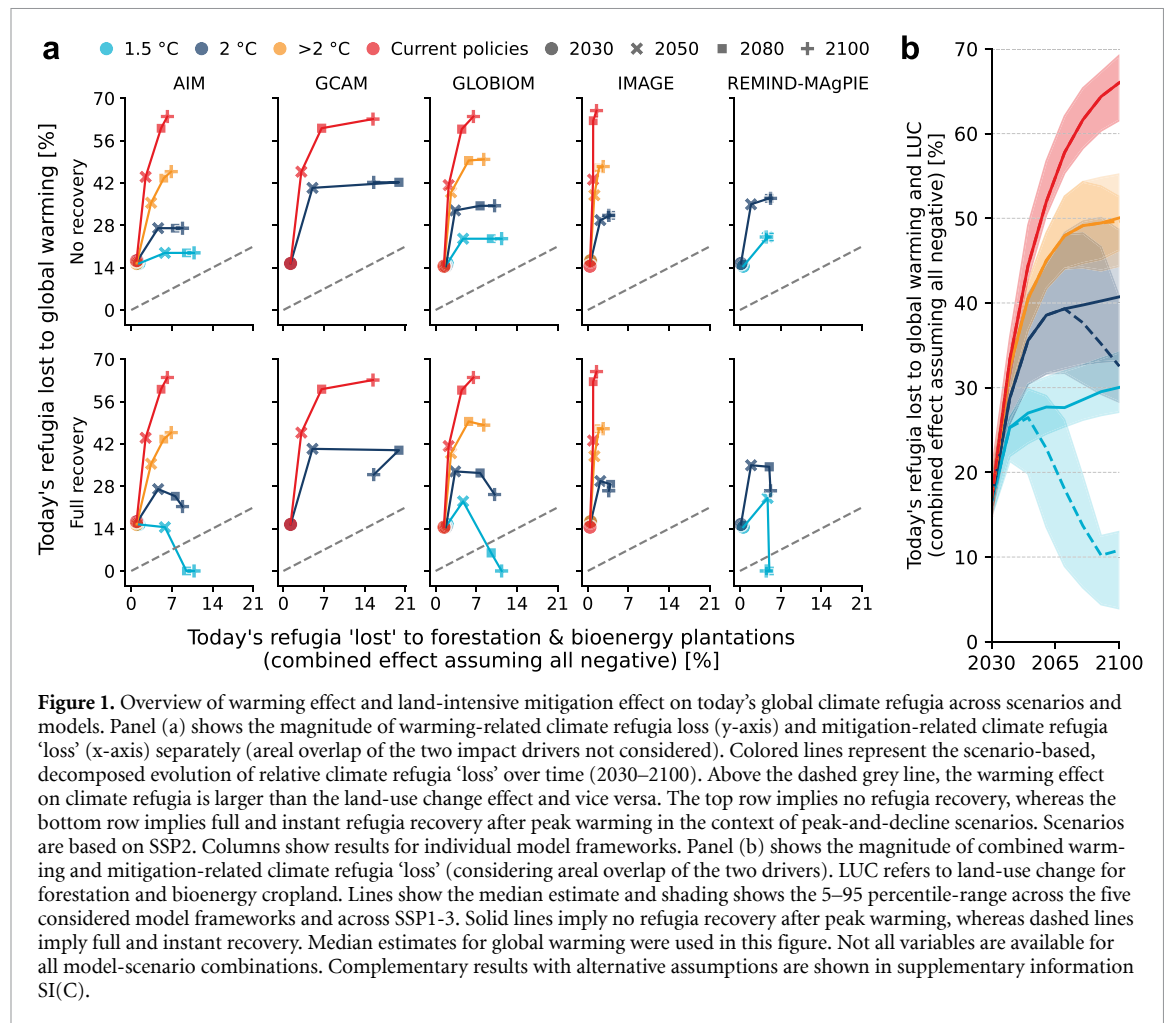 a
1.5 °C 2 °C >2 °C Current policies 2030 2050 2080 2100
AIM GCAM GLOBIOM IMAGE REMIND-MAgPIE
Today's refugia lost to global warming [%]
No recovery
70
56
42
28
14
0
Full recovery
70
56
42
28
14
0
0 7 14 21 0 7 14 21 0 7 14 21 0 7 14 21 0 7 14 21
Today's refugia 'lost' to forestation & bioenergy plantations
(combined effect assuming all negative) [%]
b
Today's refugia lost to global warming and LUC
(combined effect assuming all negative) [%]
70
60
50
40
30
20
10
0
2030 2065 2100
Figure 1. Overview of warming effect and land-intensive mitigation effect on today's global climate refugia across scenarios and
models. Panel (a) shows the magnitude of warming-related climate refugia loss (y-axis) and mitigation-related climate refugia
‘loss’ (x-axis) separately (areal overlap of the two impact drivers not considered). Colored lines represent the scenario-based,
decomposed evolution of relative climate refugia ‘loss’ over time (2030–2100). Above the dashed grey line, the warming effect
on climate refugia is larger than the land-use change effect and vice versa. The top row implies no refugia recovery, whereas the
bottom row implies full and instant refugia recovery after peak warming in the context of peak-and-decline scenarios. Scenarios
are based on SSP2. Columns show results for individual model frameworks. Panel (b) shows the magnitude of combined warm-
ing and mitigation-related climate refugia ‘loss’ (considering areal overlap of the two drivers). LUC refers to land-use change for
forestation and bioenergy cropland. Lines show the median estimate and shading shows the 5–95 percentile-range across the five
considered model frameworks and across SSP1-3. Solid lines imply no refugia recovery after peak warming, whereas dashed lines
imply full and instant recovery. Median estimates for global warming were used in this figure. Not all variables are available for
all model-scenario combinations. Complementary results with alternative assumptions are shown in supplementary information
SI(C).